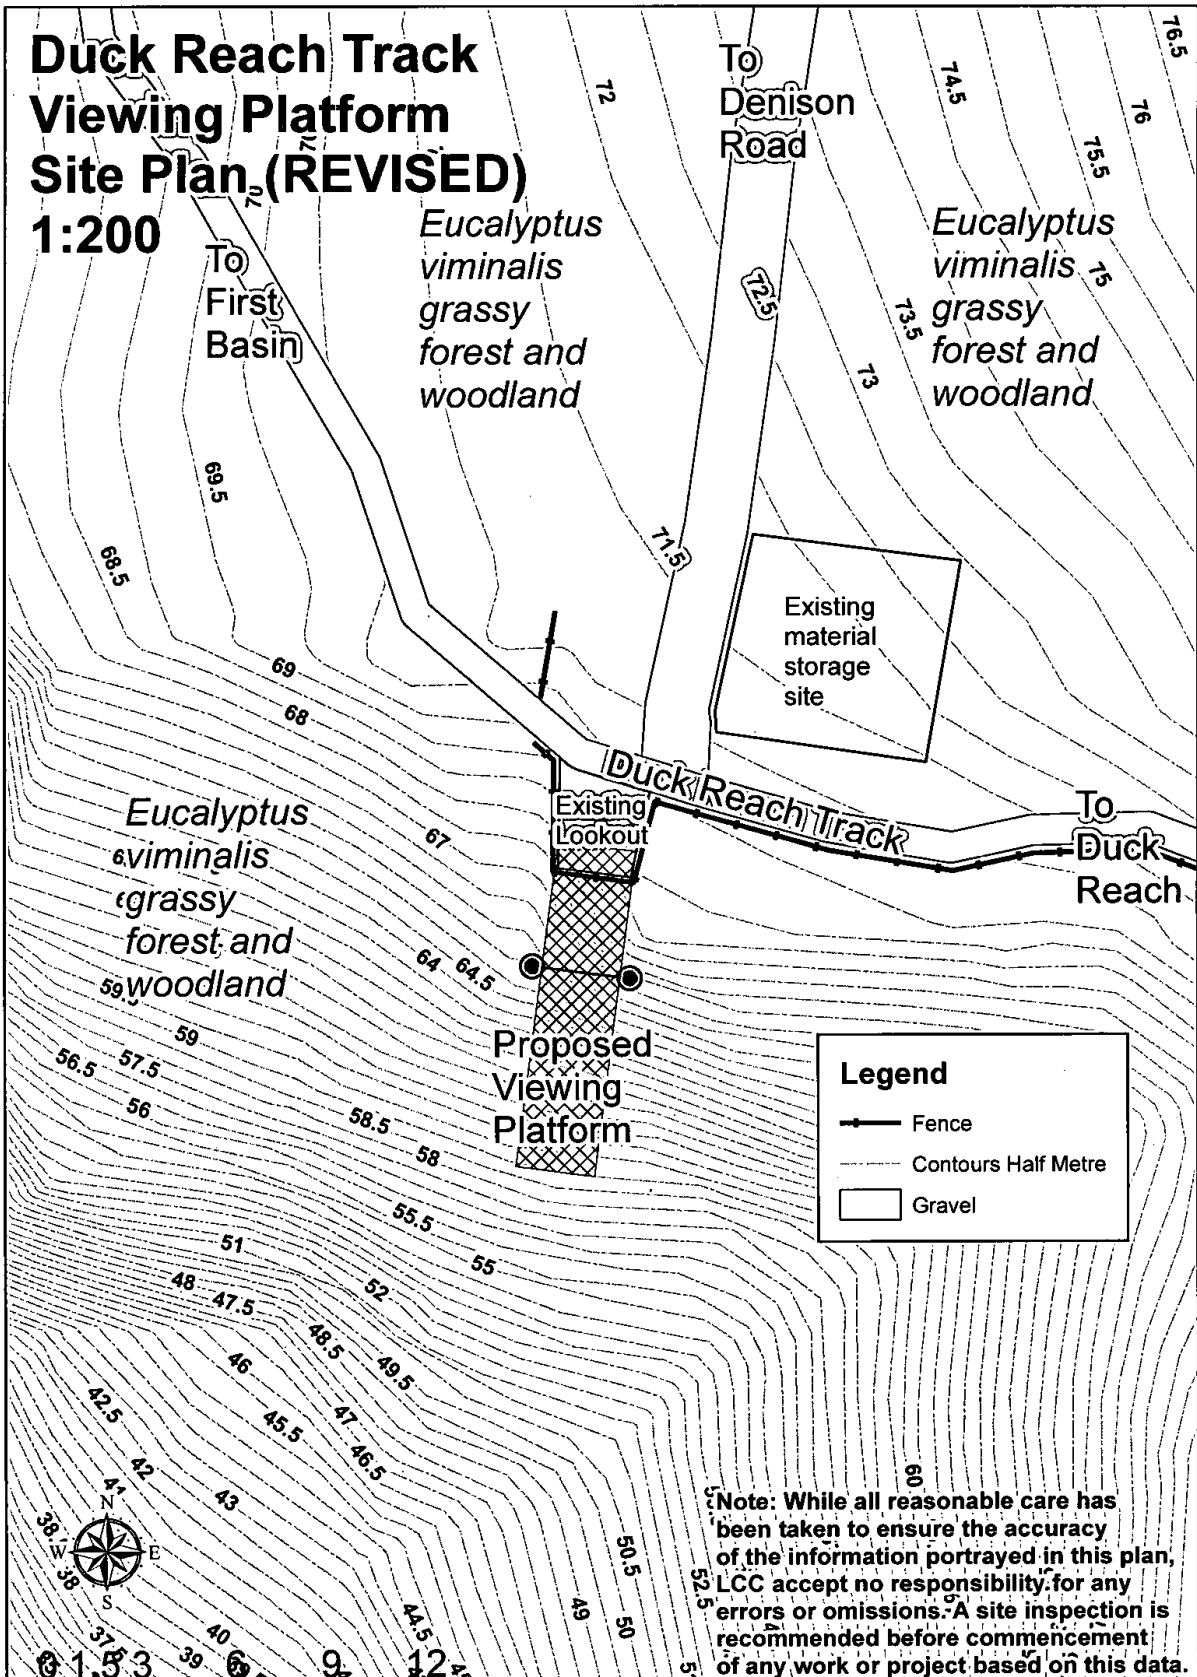 Duck Reach Track
Viewing Platform
Site Plan (REVISED)
1:200
To
First
Basin
To
Denison
Road
Eucalyptus
viminalis
grassy
forest and
woodland
Eucalyptus
viminalis
grassy
forest and
woodland
72
74.5
76.5
76
75.5
75
72.5
73.5
73
69.5
68.5
71.5
Existing
material
storage
site
69
68
Duck Reach Track
Existing
Lookout
To
Duck
Reach
Eucalyptus
viminalis
grassy
forest and
woodland
67
64
64.5
59
56.5
57.5
56
58.5
58
55.5
55
Proposed
Viewing
Platform
Legend
Fence
Contours Half Metre
Gravel
51
48
47.5
52
48.5
49.5
46
47
46.5
45.5
42.5
42
41
43
38
38
N
W
E
S
60
50.5
52.5
49
50
44.5
40
39
37.5
0 1.5 3 6 9 12
Note: While all reasonable care has
been taken to ensure the accuracy
of the information portrayed in this plan,
LCC accept no responsibility for any
errors or omissions. A site inspection is
recommended before commencement
of any work or project based on this data.